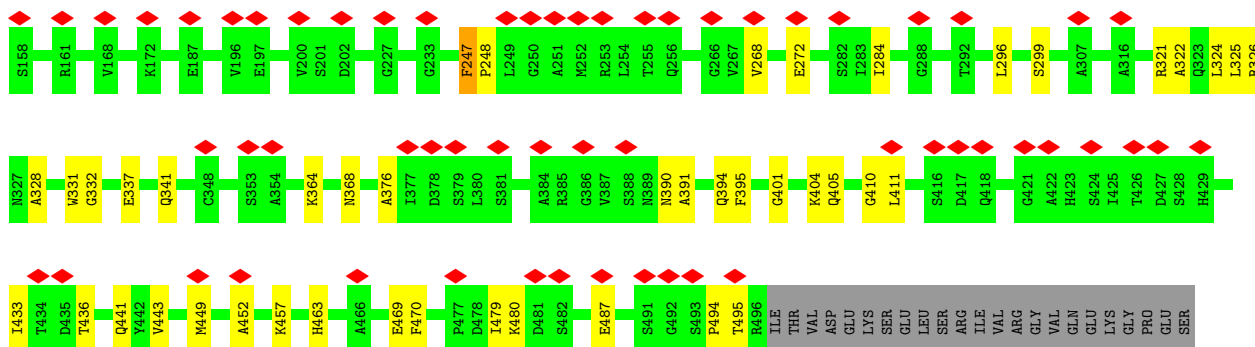 S158 R161 V168 K172 E187 V196 E197 V200 S201 D202 G227 G233 F247 P248 L249 G250 A251 M252 R253 L254 T255 Q256 G266 V267 V268 E272 S282 I283 I284 G288 T292 L296 S299 A307 A316 R321 A322 Q323 L324 L325 R326
N327 A328 W331 G332 E337 Q341 C348 S353 A354 K364 N368 A376 I377 D378 S379 L380 S381 A384 R385 G386 V387 S388 N389 N390 A391 Q394 F395 G401 K404 Q405 G410 L411 S416 D417 Q418 G421 A422 H423 S424 I425 T426 D427 S428 H429
I433 T434 D435 T436 Q441 Y442 V443 M449 A452 K457 H463 A466 E469 F470 P477 D478 I479 K480 D481 S482 E487 S491 G492 S493 P494 T495 R496 ILE THR VAL ASP GLU LYS SER GLU LEU SER ARG ILE VAL ARG GLY VAL GLN GLU LYS GLY PRO GLU SER